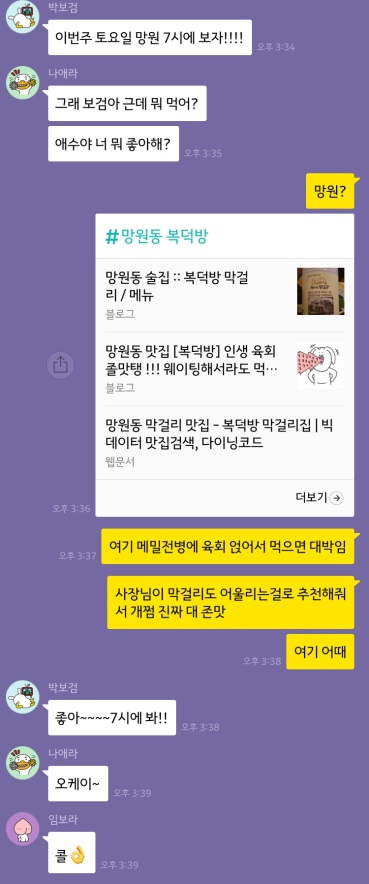 박보검
이번주 토요일 망원 7시에 보자!!!!
오후 3:34
나애라
그래 보검아 근데 뭐 먹어?
애수야 너 뭐 좋아해?
오후 3:35
망원?
#망원동 복덕방
망원동 술집 :: 복덕방 막걸
리 / 메뉴
블로그
망원동 맛집 [복덕방] 인생 육회
졸맛탱 !!! 웨이팅해서라도 먹…
블로그
망원동 막걸리 맛집 - 복덕방 막걸리집 | 빅
데이터 맛집검색, 다이닝코드
웹문서
더보기
오후 3:36
여기 메밀전병에 육회 얹어서 먹으면 대박임
오후 3:37
사장님이 막걸리도 어울리는걸로 추천해줘
서 개쩜 진짜 대 존맛
여기 어때
오후 3:38
박보검
좋아~~~~7시에 봐!!
오후 3:38
나애라
오케이~
오후 3:39
임보라
콜👌
오후 3:39